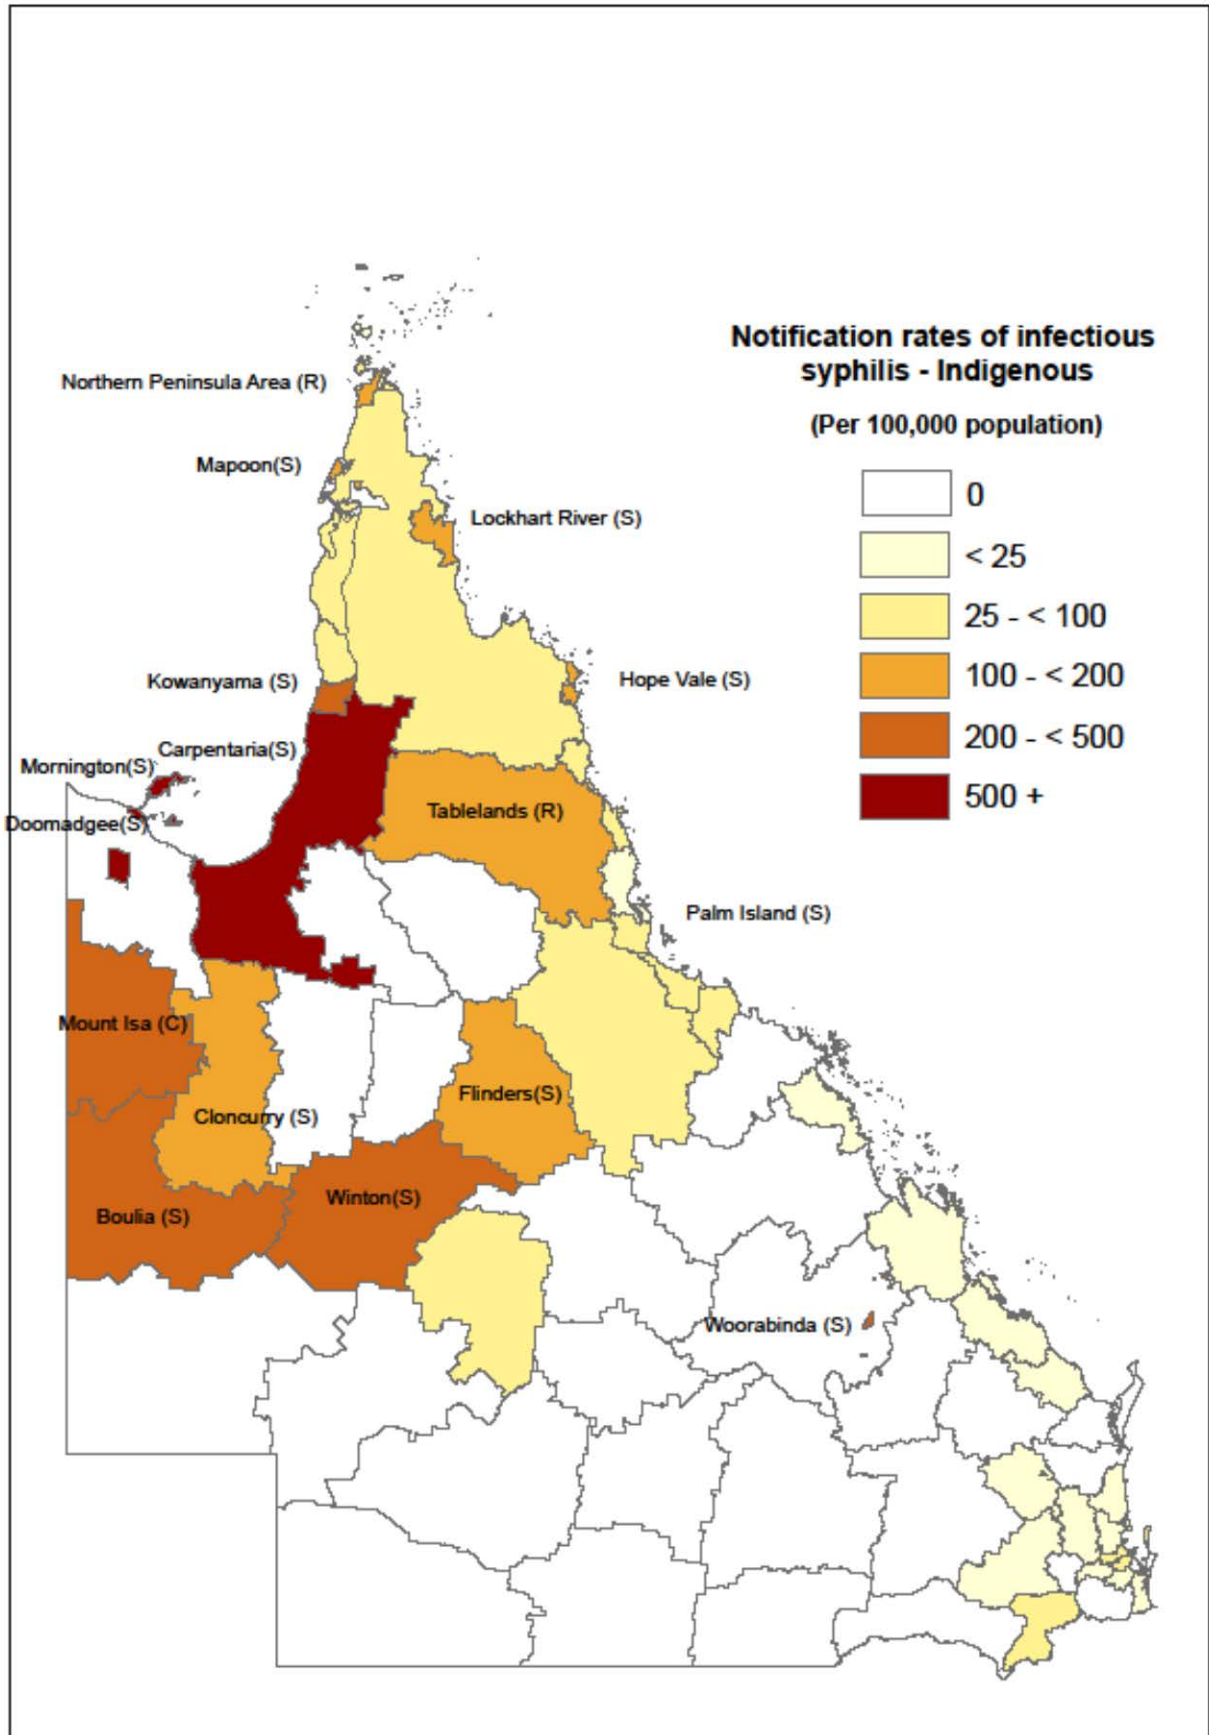 Notification rates of infectious
syphilis - Indigenous
(Per 100,000 population)
0
< 25
25 - < 100
100 - < 200
200 - < 500
500 +
Northern Peninsula Area (R)
Mapoon(S)
Lockhart River (S)
Kowanyama (S)
Hope Vale (S)
Carpentaria(S)
Mornington(S)
Doomadgee(S)
Tablelands (R)
Palm Island (S)
Mount Isa (C)
Flinders(S)
Cloncurry (S)
Winton(S)
Boulia (S)
Woorabinda (S)